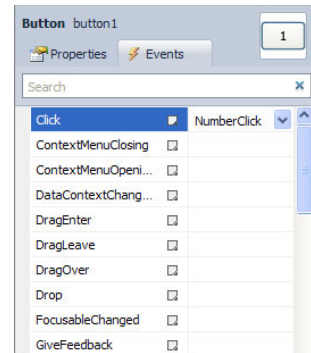 Button button1
1
Properties Events
Search
Click NumberClick
ContextMenuClosing
ContextMenuOpeni...
DataContextChang...
DragEnter
DragLeave
DragOver
Drop
FocusableChanged
GiveFeedback